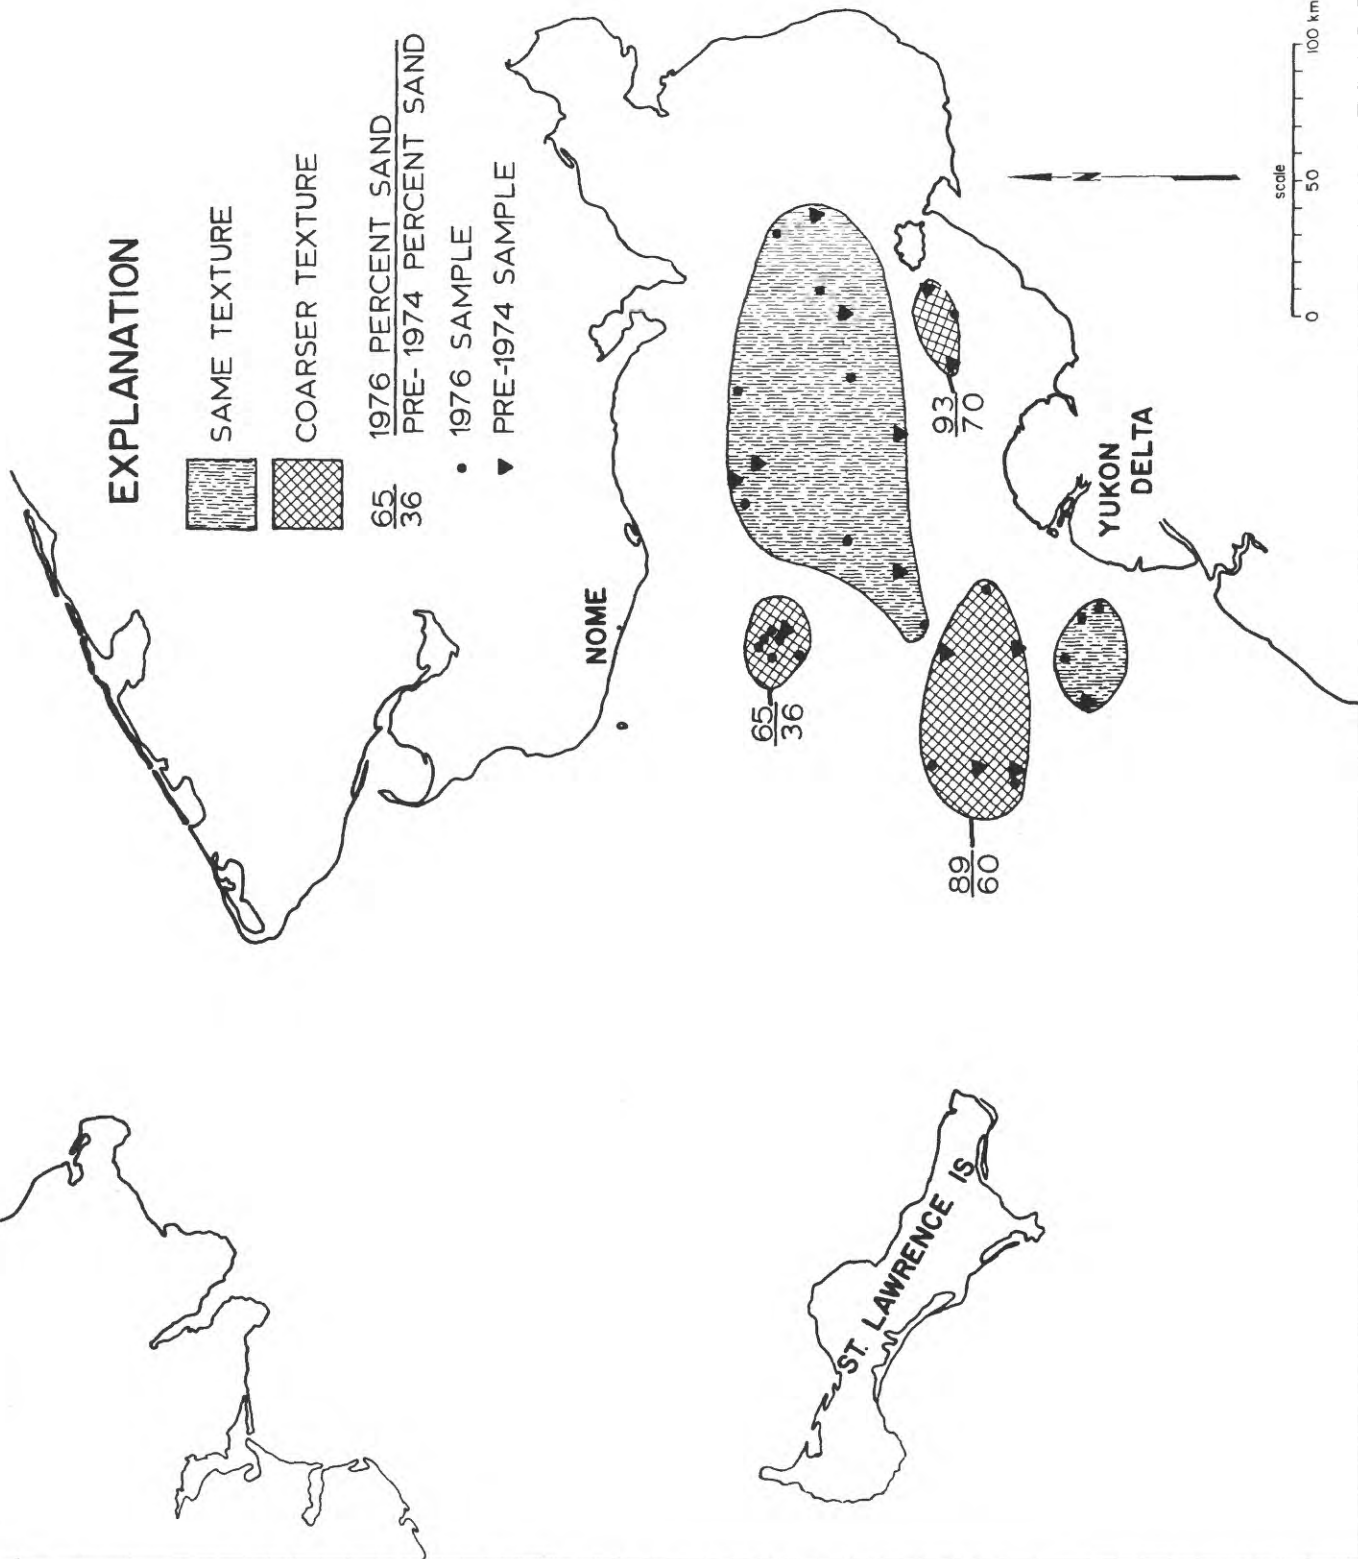 EXPLANATION
SAME TEXTURE
COARSER TEXTURE
65 1976 PERCENT SAND
36 PRE-1974 PERCENT SAND
• 1976 SAMPLE
▼ PRE-1974 SAMPLE
NOME
65
36
93
70
89
60
YUKON
DELTA
ST. LAWRENCE IS
N
scale
0 50 100 km